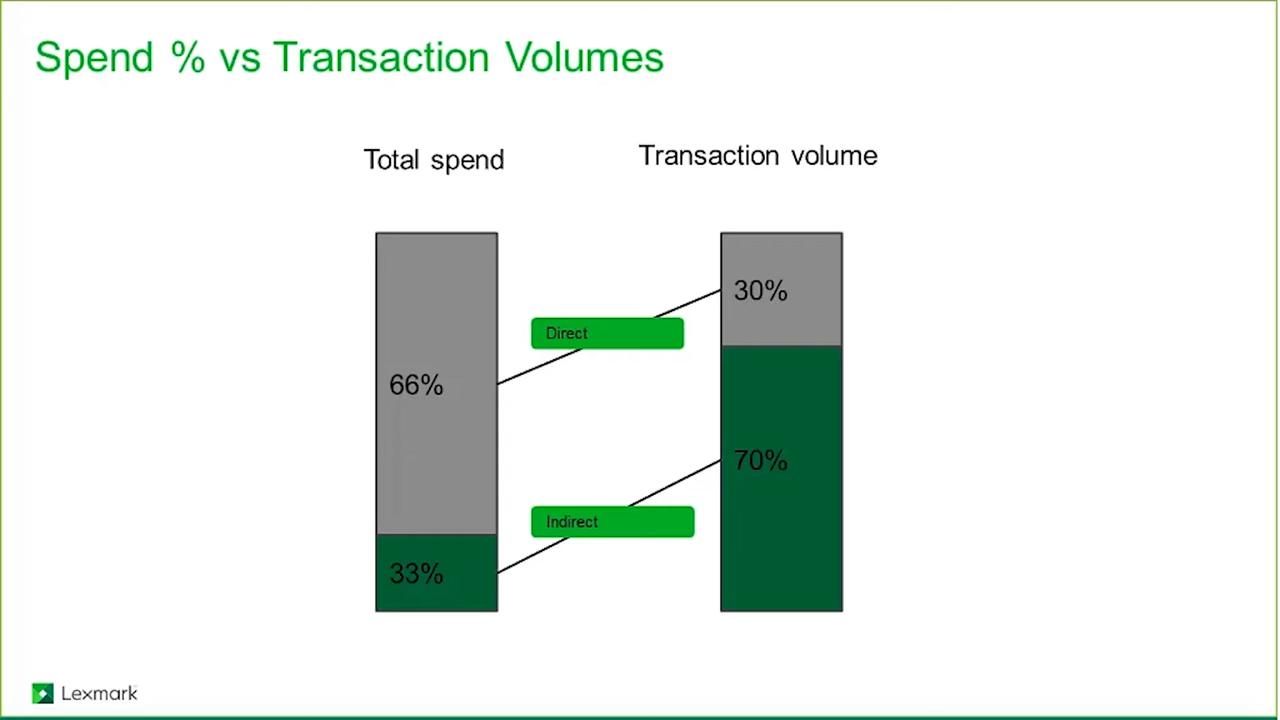 Spend % vs Transaction Volumes
Total spend
Transaction volume
30%
Direct
66%
70%
Indirect
33%
Lexmark